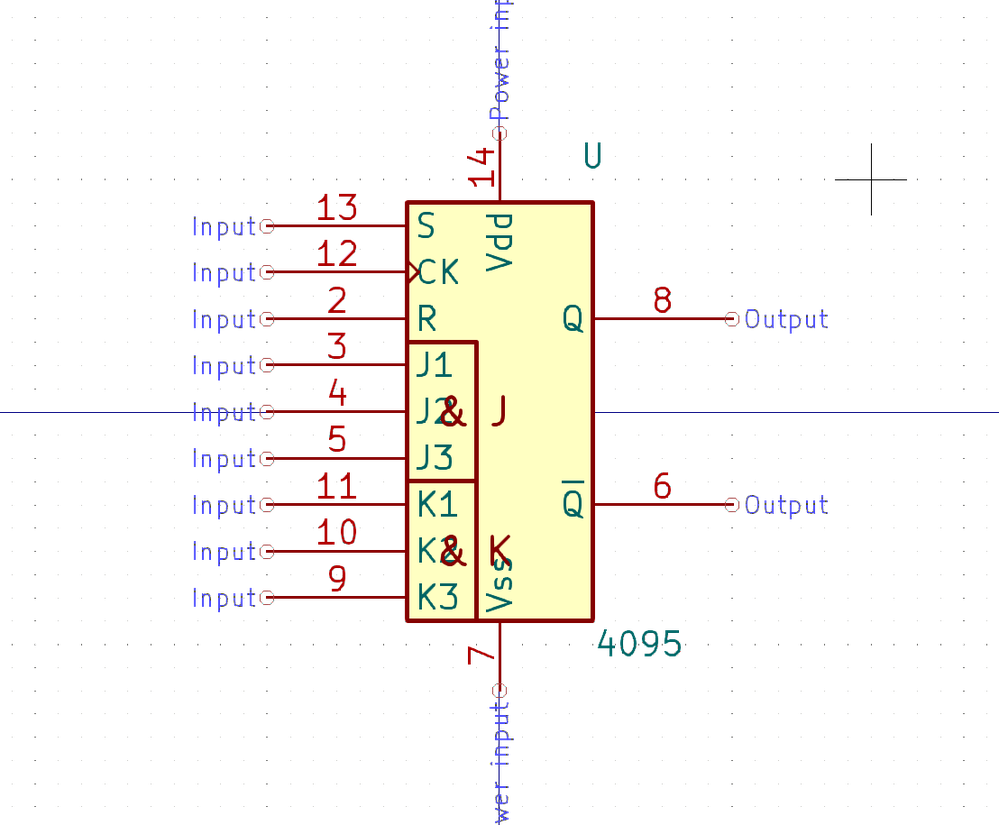 Power inp
14
U
Input 13 S
Vdd
Input 12 CK
Input 2 R
Q 8 Output
Input 3 J1
Input 4 J2 & J
Input 5 J3
Input 11 K1
Q 6 Output
Input 10 K2 & K
Input 9 K3
Vss
7
4095
wer input